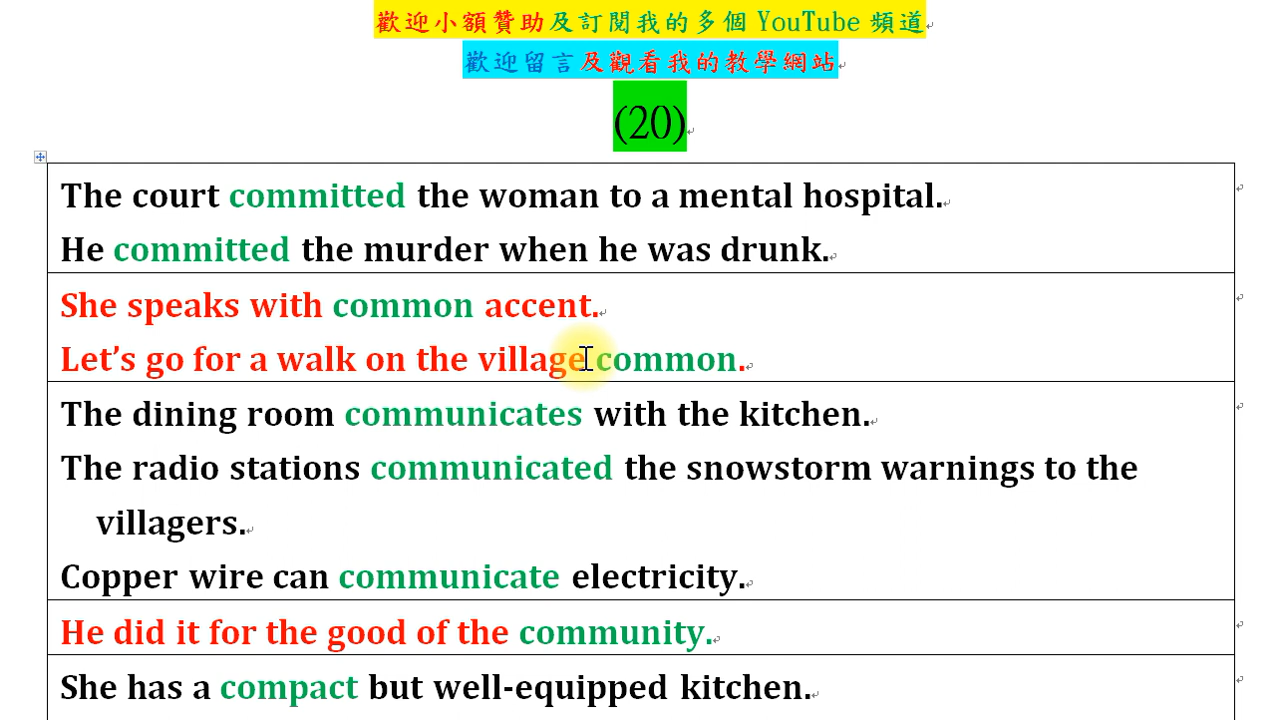 歡迎小額贊助及訂閱我的多個 YouTube 頻道
歡迎留言及觀看我的教學網站
(20)
The court committed the woman to a mental hospital.
He committed the murder when he was drunk.
She speaks with common accent.
Let’s go for a walk on the village common.
The dining room communicates with the kitchen.
The radio stations communicated the snowstorm warnings to the
villagers.
Copper wire can communicate electricity.
He did it for the good of the community.
She has a compact but well-equipped kitchen.